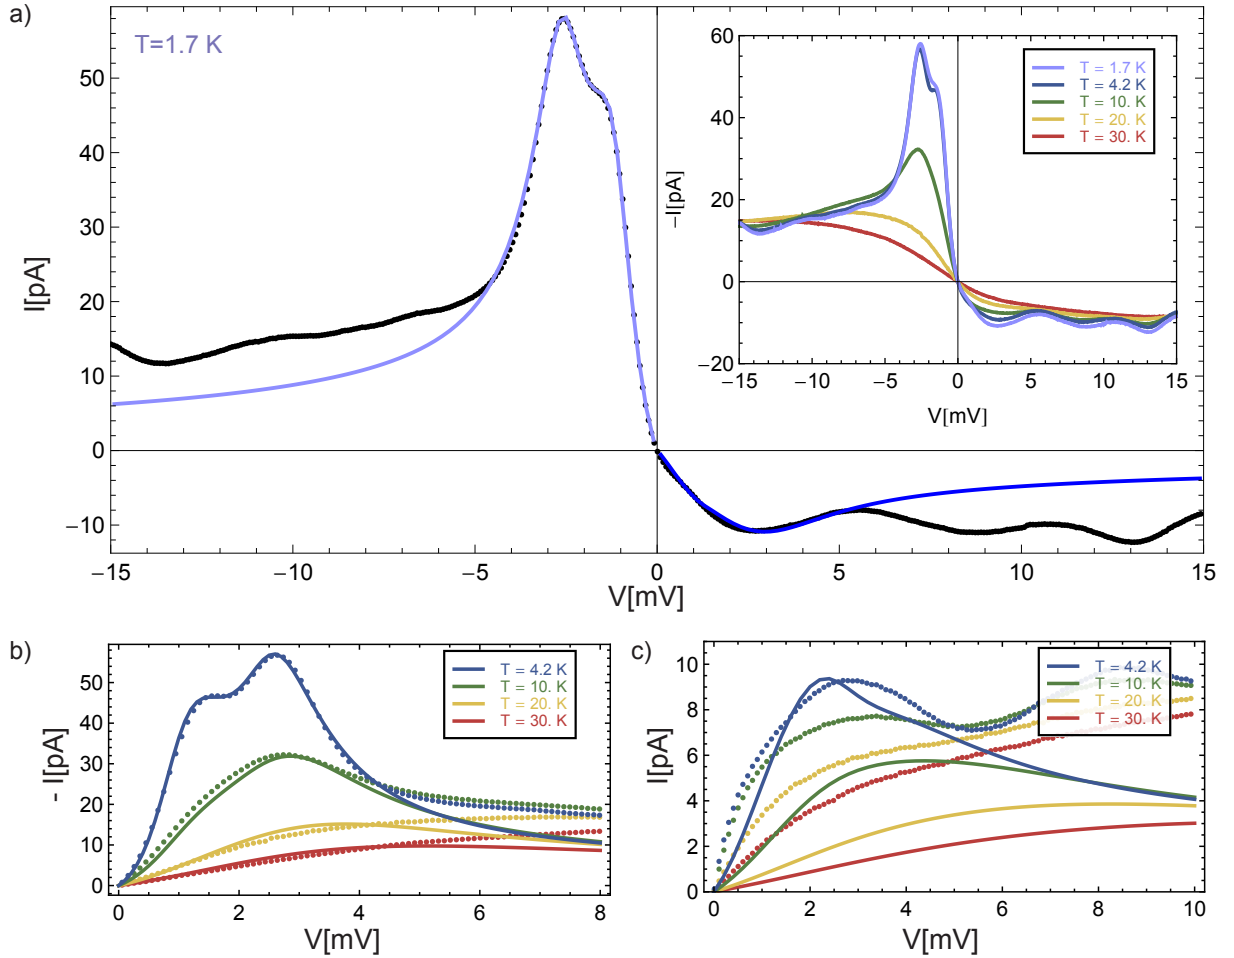 a)
T=1.7 K
I[pA]
50
40
30
20
10
0
−10
−15
−10
−5
0
5
10
15
V[mV]
−I[pA]
60
40
20
0
−20
−15
−10
−5
0
5
10
15
V[mV]
T = 1.7 K
T = 4.2 K
T = 10. K
T = 20. K
T = 30. K
b)
- I[pA]
50
40
30
20
10
0
0
2
4
6
8
V[mV]
T = 4.2 K
T = 10. K
T = 20. K
T = 30. K
c)
I[pA]
10
8
6
4
2
0
0
2
4
6
8
10
V[mV]
T = 4.2 K
T = 10. K
T = 20. K
T = 30. K